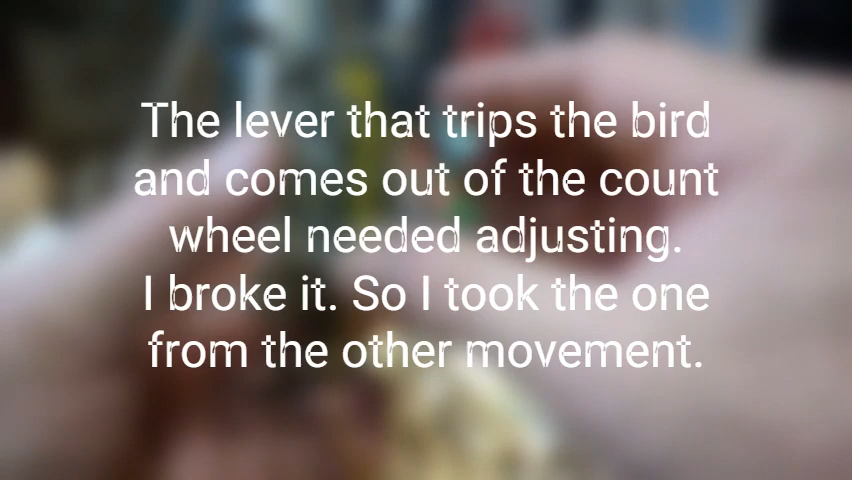 The lever that trips the bird
and comes out of the count
wheel needed adjusting.
I broke it. So I took the one
from the other movement.